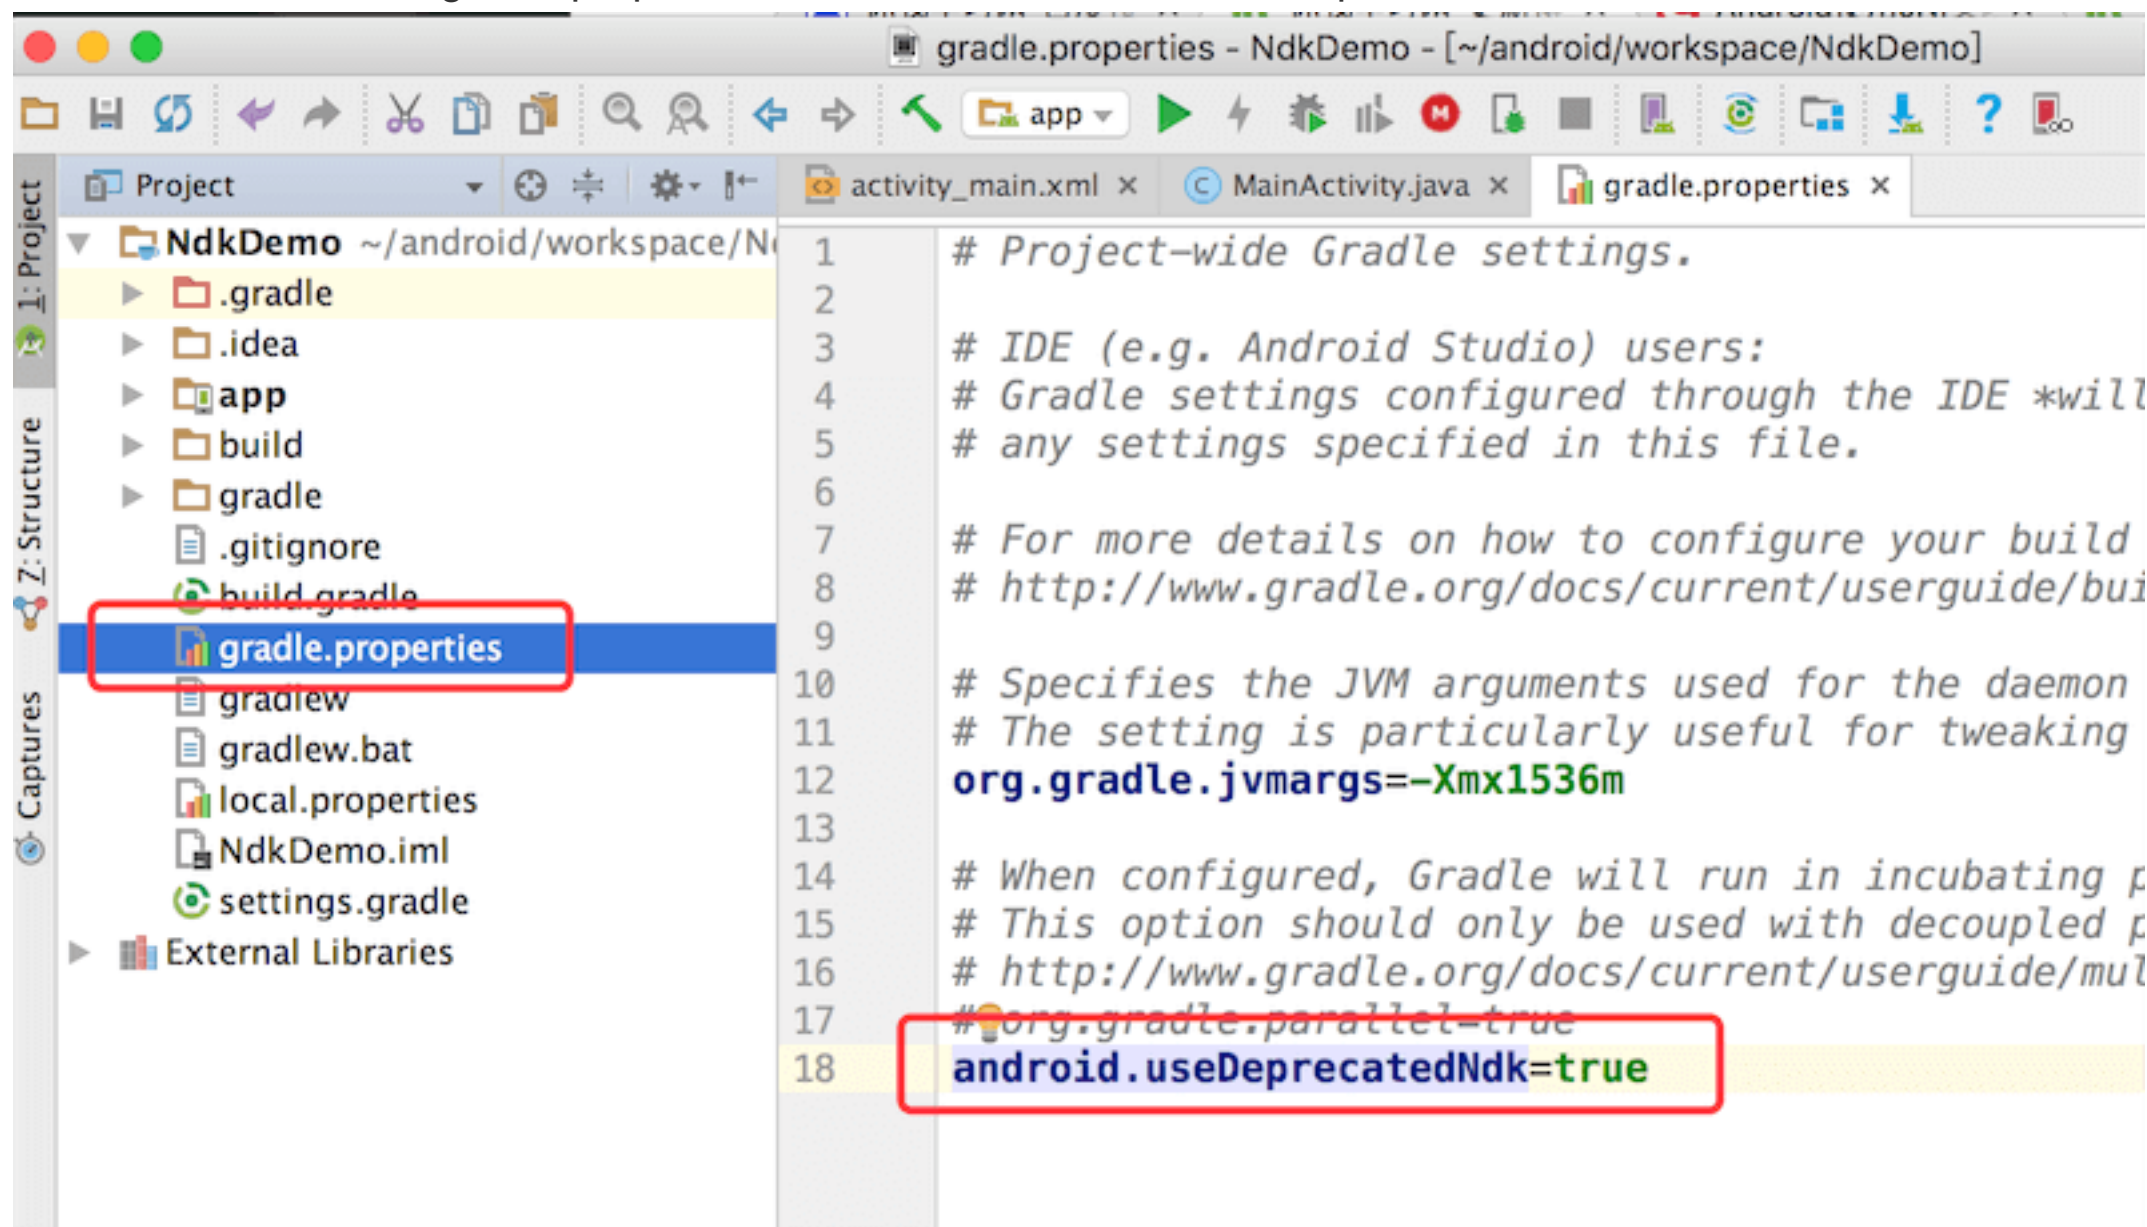 gradle.properties - NdkDemo - [~/android/workspace/NdkDemo]
app
Project
activity_main.xml
MainActivity.java
gradle.properties
1: Project
Z: Structure
Captures
NdkDemo ~/android/workspace/N
.gradle
.idea
app
build
gradle
.gitignore
build.gradle
gradle.properties
gradlew
gradlew.bat
local.properties
NdkDemo.iml
settings.gradle
External Libraries
1 # Project-wide Gradle settings.
2
3 # IDE (e.g. Android Studio) users:
4 # Gradle settings configured through the IDE *will
5 # any settings specified in this file.
6
7 # For more details on how to configure your build
8 # http://www.gradle.org/docs/current/userguide/bui
9
10 # Specifies the JVM arguments used for the daemon
11 # The setting is particularly useful for tweaking
12 org.gradle.jvmargs=-Xmx1536m
13
14 # When configured, Gradle will run in incubating p
15 # This option should only be used with decoupled p
16 # http://www.gradle.org/docs/current/userguide/mul
17 # org.gradle.parallel=true
18 android.useDeprecatedNdk=true